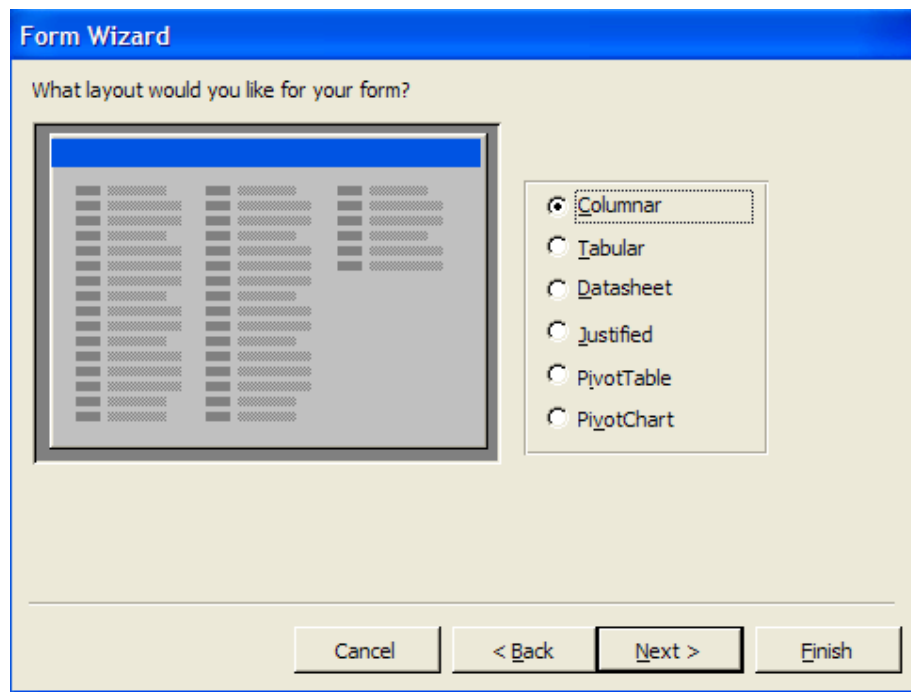 Form Wizard
What layout would you like for your form?
Columnar
Tabular
Datasheet
Justified
PivotTable
PivotChart
Cancel
< Back
Next >
Finish